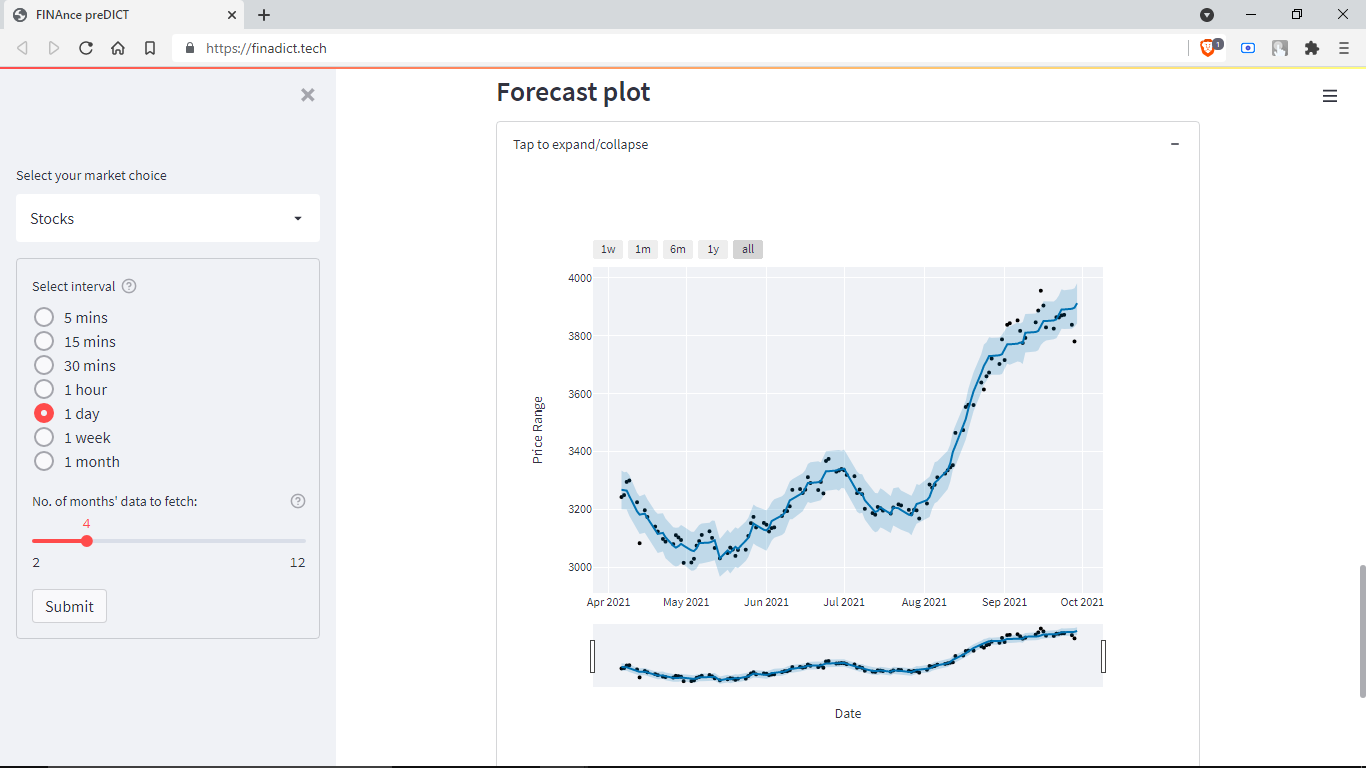 FINAnce preDICT
https://finadict.tech
1
Select your market choice
Stocks
Select interval
5 mins
15 mins
30 mins
1 hour
1 day
1 week
1 month
No. of months' data to fetch:
4
2 12
Submit
Forecast plot
Tap to expand/collapse
1w 1m 6m 1y all
Price Range
4000
3800
3600
3400
3200
3000
Apr 2021 May 2021 Jun 2021 Jul 2021 Aug 2021 Sep 2021 Oct 2021
Date